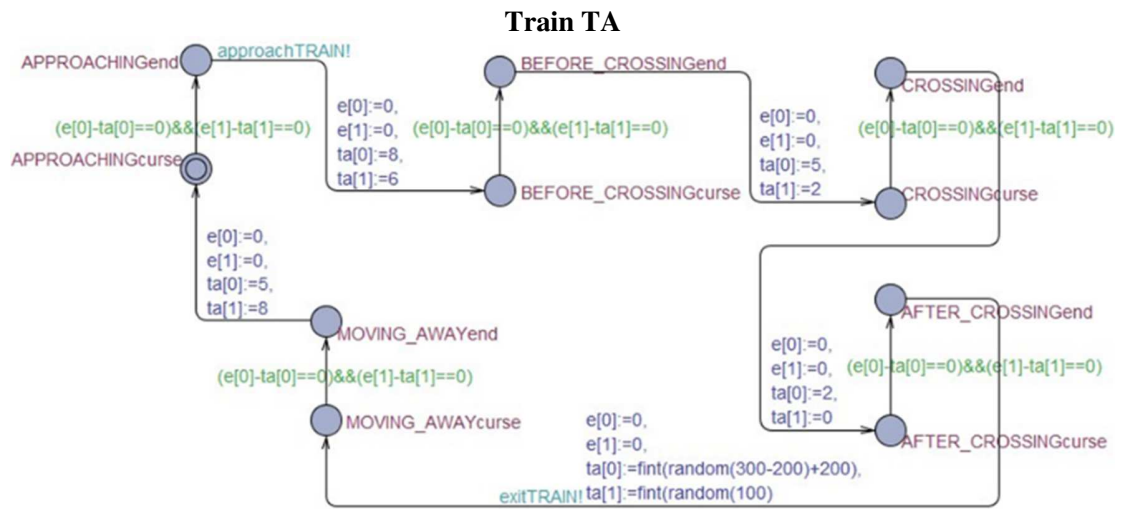 Train TA
APPROACHINGend
approachTRAIN!
BEFORE_CROSSINGend
CROSSINGend
(e[0]-ta[0]==0)&&(e[1]-ta[1]==0)
e[0]:=0,
e[1]:=0,
ta[0]:=8,
ta[1]:=6
(e[0]-ta[0]==0)&&(e[1]-ta[1]==0)
e[0]:=0,
e[1]:=0,
ta[0]:=5,
ta[1]:=2
(e[0]-ta[0]==0)&&(e[1]-ta[1]==0)
APPROACHINGcurse
BEFORE_CROSSINGcurse
CROSSINGcurse
e[0]:=0,
e[1]:=0,
ta[0]:=5,
ta[1]:=8
MOVING_AWAYend
AFTER_CROSSINGend
e[0]:=0,
e[1]:=0,
ta[0]:=2,
ta[1]:=0
(e[0]-ta[0]==0)&&(e[1]-ta[1]==0)
(e[0]-ta[0]==0)&&(e[1]-ta[1]==0)
MOVING_AWAYcurse
AFTER_CROSSINGcurse
e[0]:=0,
e[1]:=0,
ta[0]:=fint(random(300-200)+200),
exitTRAIN! ta[1]:=fint(random(100)